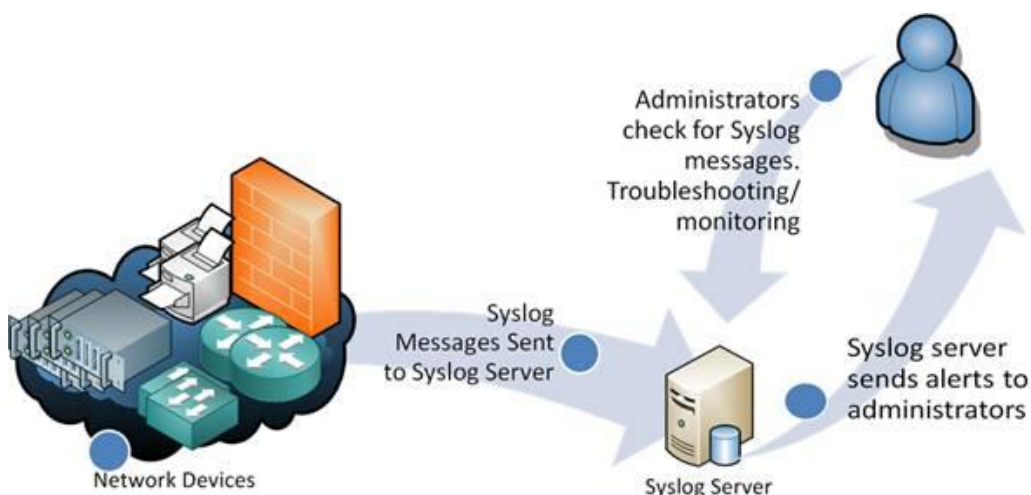 Administrators
check for Syslog
messages.
Troubleshooting/
monitoring
Syslog
Messages Sent
to Syslog Server
Syslog server
sends alerts to
administrators
Network Devices
Syslog Server